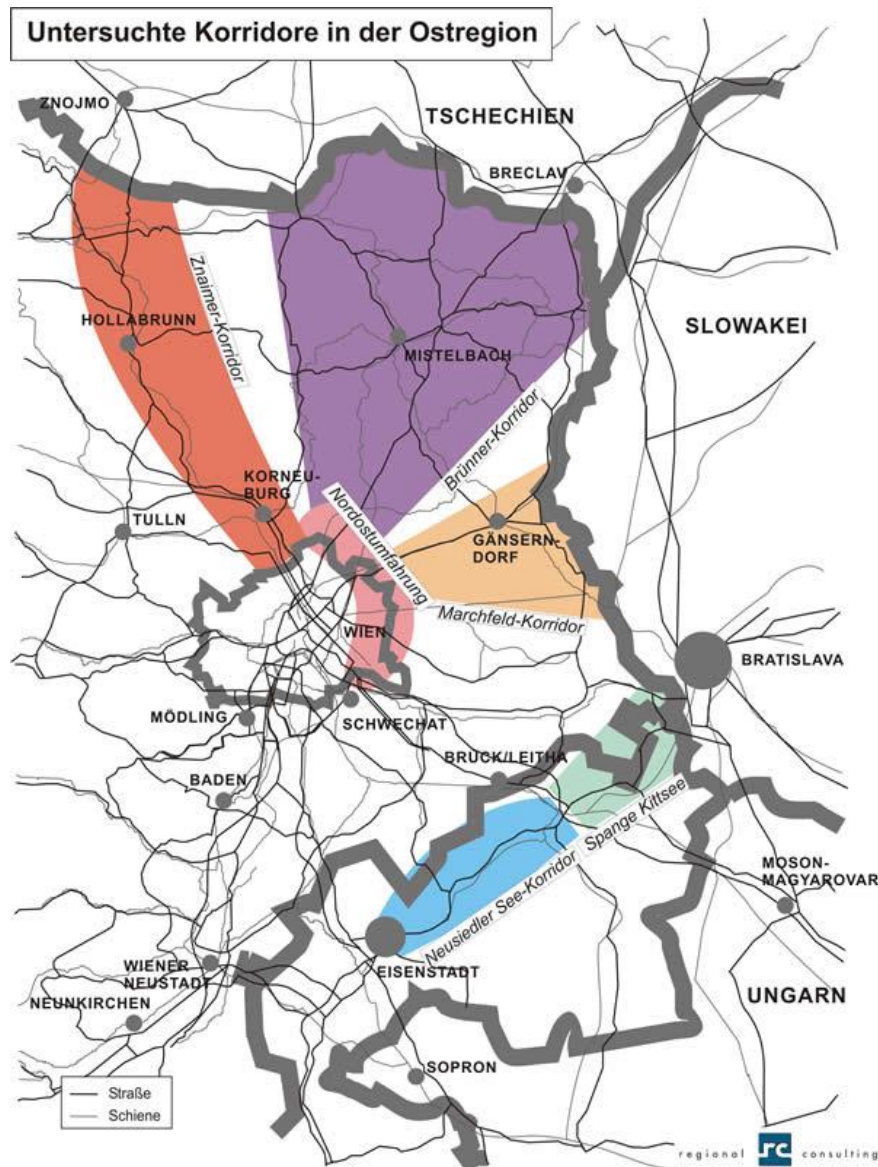 Untersuchte Korridore in der Ostregion
ZNOJMO
TSCHECHIEN
BRECLAV
Znaimer-Korridor
HOLLABRUNN
SLOWAKEI
MISTELBACH
Brünner-Korridor
KORNEU-
BURG
Nordostumfahrung
TULLN
GÄNSERN-
DORF
Marchfeld-Korridor
WIEN
BRATISLAVA
MÖDLING
SCHWECHAT
BRUCK/LEITHA
BADEN
Spange Kittsee
Neusiedler See-Korridor
MOSON-
MAGYAROVAR
WIENER
NEUSTADT
EISENSTADT
NEUNKIRCHEN
UNGARN
SOPRON
Straße
Schiene
regional rc consulting